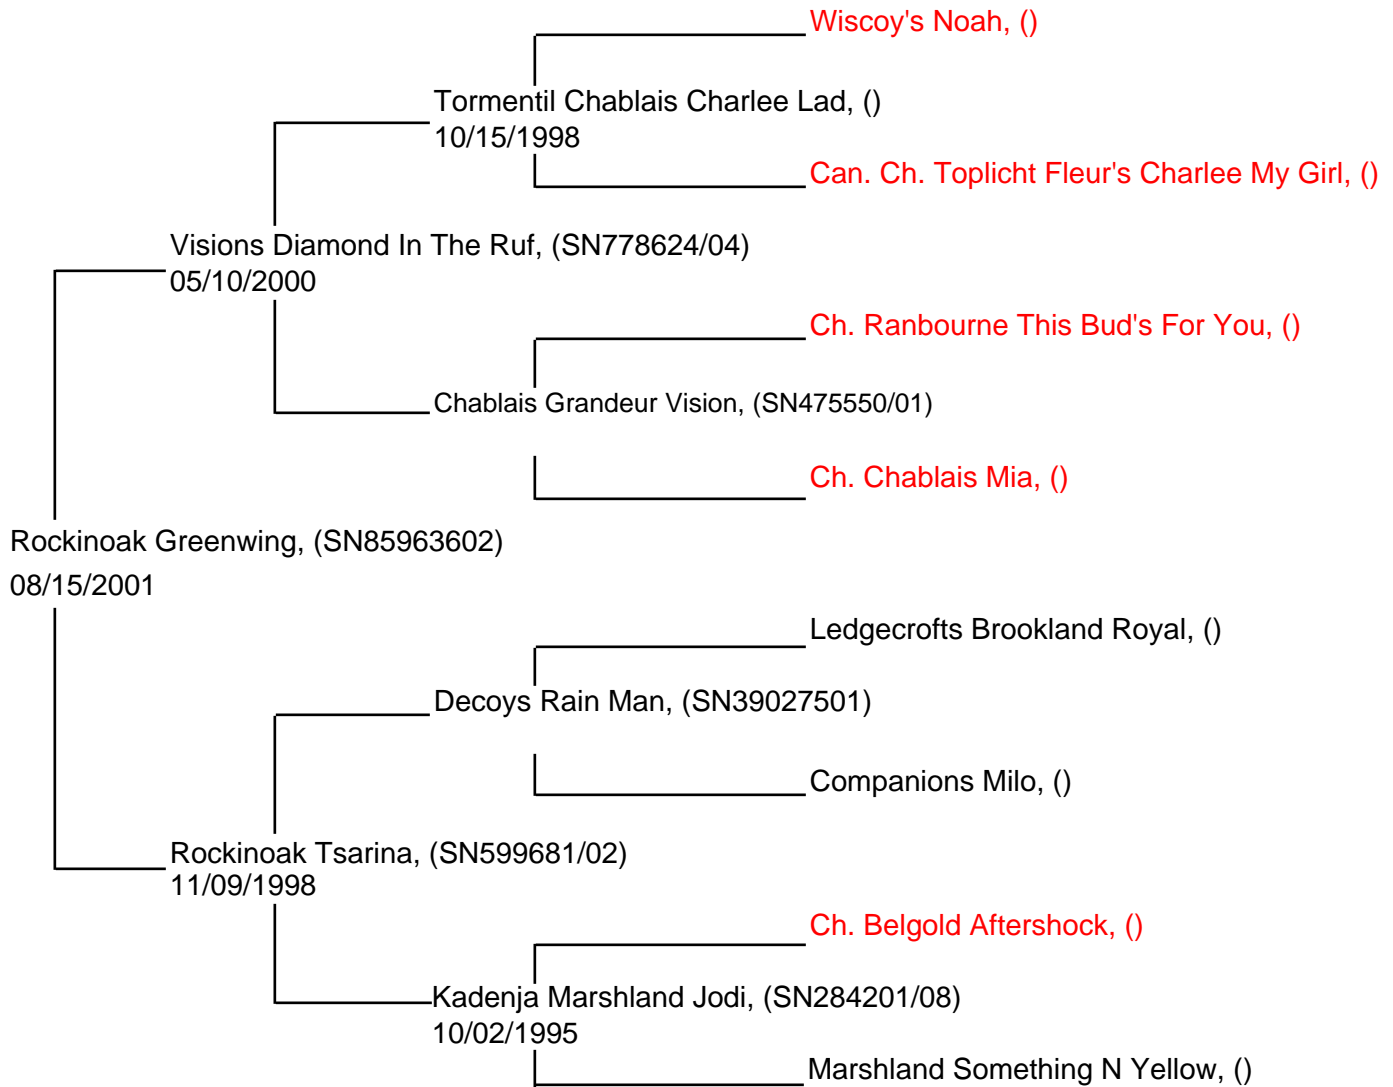 Wiscoy's Noah, ()
Tormentil Chablais Charlee Lad, ()
10/15/1998
Can. Ch. Toplicht Fleur's Charlee My Girl, ()
Visions Diamond In The Ruf, (SN778624/04)
05/10/2000
Ch. Ranbourne This Bud's For You, ()
Chablais Grandeur Vision, (SN475550/01)
Ch. Chablais Mia, ()
Rockinoak Greenwing, (SN85963602)
08/15/2001
Ledgecrofts Brookland Royal, ()
Decoys Rain Man, (SN39027501)
Companions Milo, ()
Rockinoak Tsarina, (SN599681/02)
11/09/1998
Ch. Belgold Aftershock, ()
Kadenja Marshland Jodi, (SN284201/08)
10/02/1995
Marshland Something N Yellow, ()